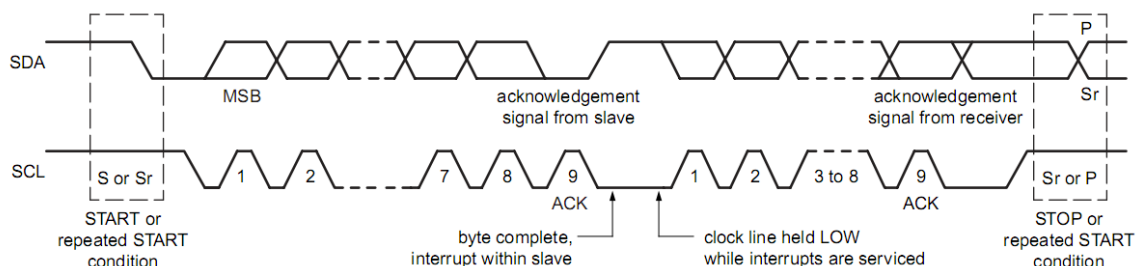 P
SDA
MSB
acknowledgement
signal from slave
acknowledgement
signal from receiver
Sr
SCL
S or Sr
1
2
7
8
9
1
2
3 to 8
9
Sr or P
ACK
ACK
START or
repeated START
condition
byte complete,
interrupt within slave
clock line held LOW
while interrupts are serviced
STOP or
repeated START
condition